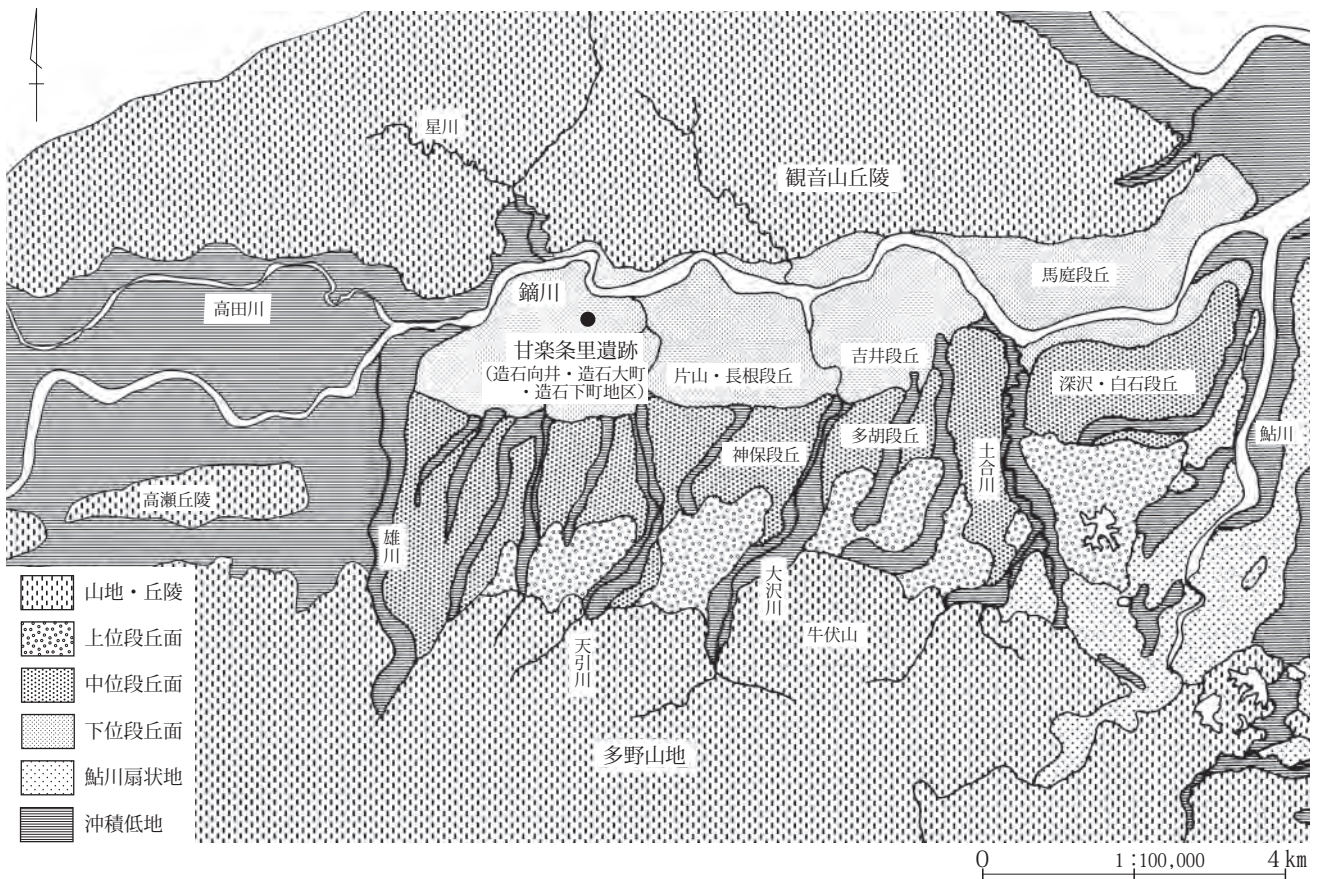 星川
観音山丘陵
高田川
鏑川
馬庭段丘
甘楽条里遺跡
(造石向井・造石大町
・造石下町地区)
片山・長根段丘
吉井段丘
深沢・白石段丘
鮎川
神保段丘
多胡段丘
土合川
高瀬丘陵
雄川
大沢川
牛伏山
天引川
多野山地
山地・丘陵
上位段丘面
中位段丘面
下位段丘面
鮎川扇状地
沖積低地
0 1:100,000 4km